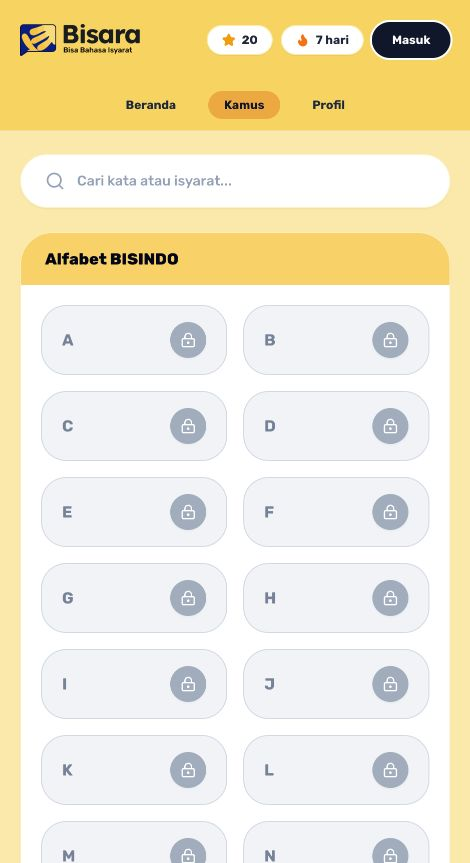 Bisara
Bisa Bahasa Isyarat
20
7 hari
Masuk
Beranda
Kamus
Profil
Cari kata atau isyarat...
Alfabet BISINDO
A
B
C
D
E
F
G
H
I
J
K
L
M
N